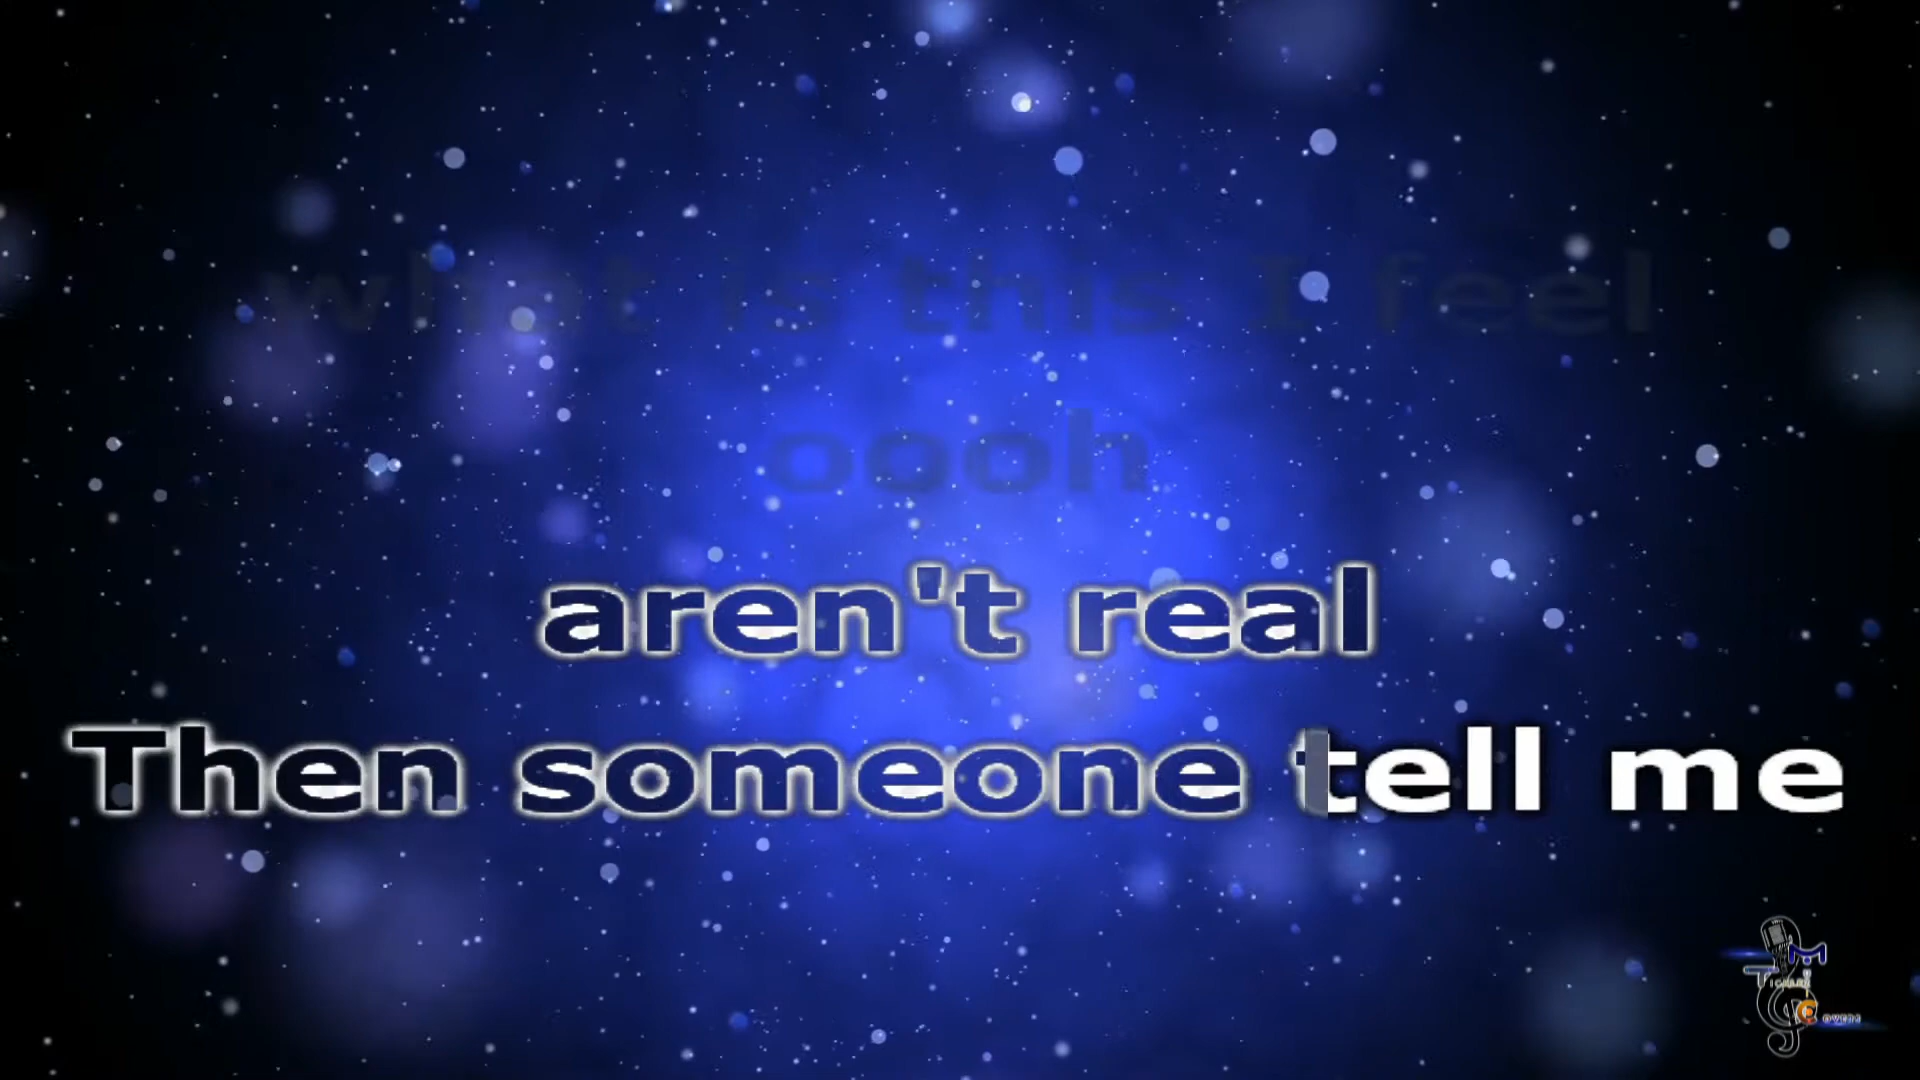 what is this I feel
oooh
aren't real
Then someone tell me